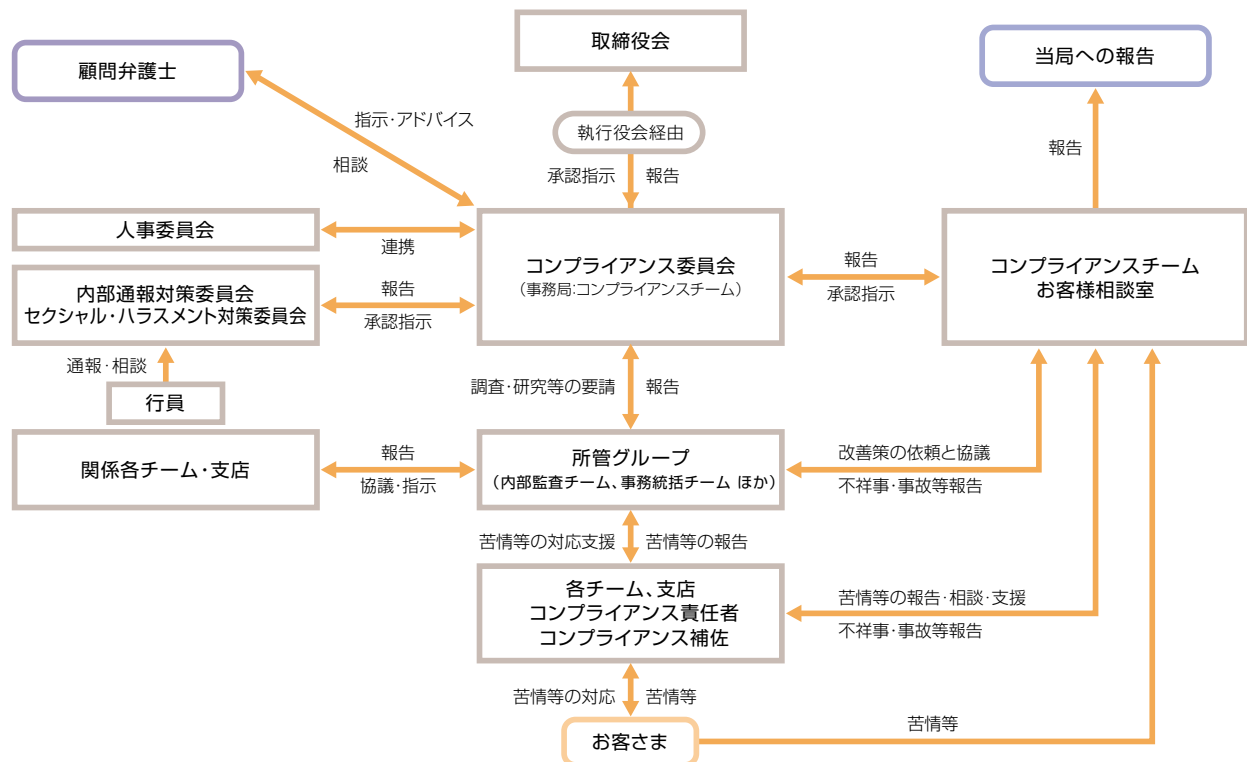 取締役会
顧問弁護士
当局への報告
執行役会経由
指示・アドバイス
相談
承認指示
報告
報告
人事委員会
連携
コンプライアンス委員会
(事務局:コンプライアンスチーム)
報告
承認指示
コンプライアンスチーム
お客様相談室
内部通報対策委員会
セクシャル・ハラスメント対策委員会
報告
承認指示
通報・相談
行員
調査・研究等の要請
報告
関係各チーム・支店
報告
協議・指示
所管グループ
(内部監査チーム、事務統括チーム ほか)
改善策の依頼と協議
不祥事・事故等報告
苦情等の対応支援
苦情等の報告
各チーム、支店
コンプライアンス責任者
コンプライアンス補佐
苦情等の報告・相談・支援
不祥事・事故等報告
苦情等の対応
苦情等
お客さま
苦情等